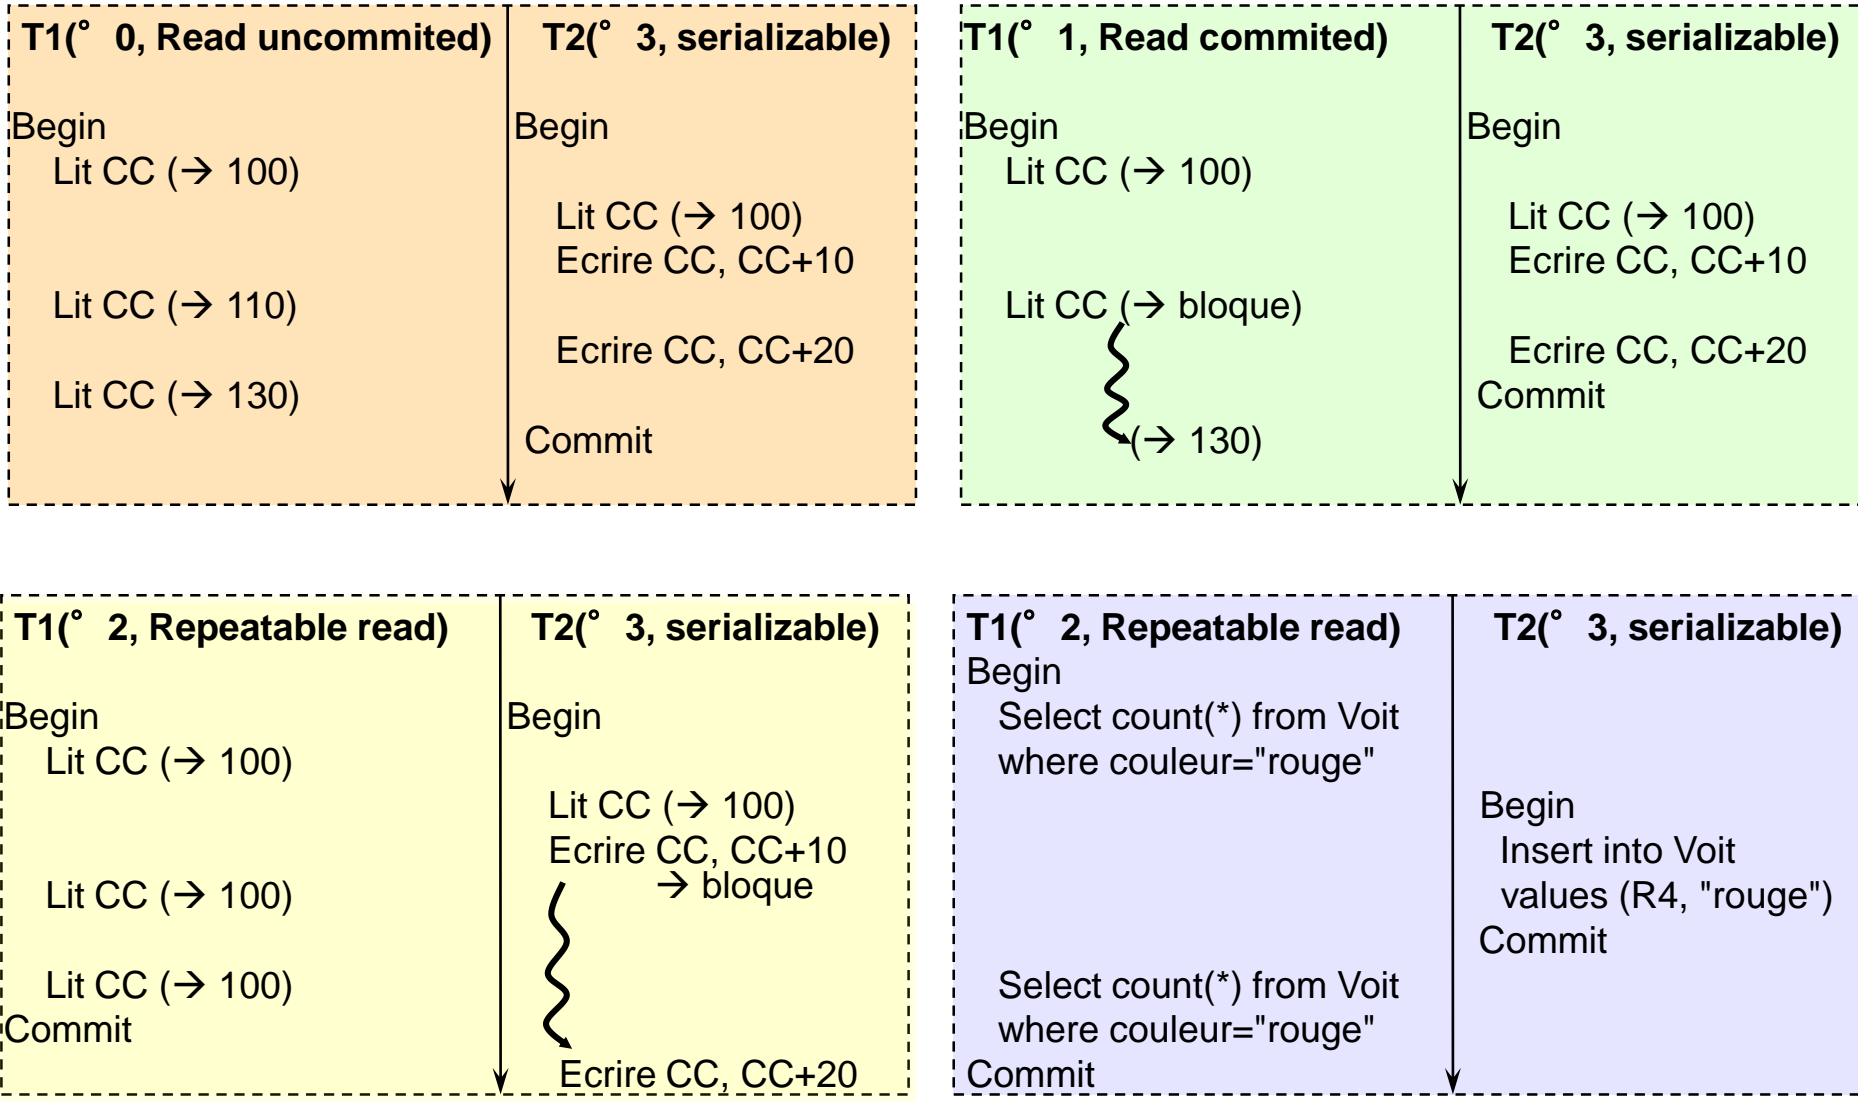 T1(° 0, Read uncommited)
T2(° 3, serializable)
Begin
Begin
Lit CC (→ 100)
Lit CC (→ 100)
Ecrire CC, CC+10
Lit CC (→ 110)
Ecrire CC, CC+20
Lit CC (→ 130)
Commit
T1(° 1, Read commited)
T2(° 3, serializable)
Begin
Begin
Lit CC (→ 100)
Lit CC (→ 100)
Ecrire CC, CC+10
Lit CC (→ bloque)
Ecrire CC, CC+20
Commit
(→ 130)
T1(° 2, Repeatable read)
T2(° 3, serializable)
Begin
Begin
Lit CC (→ 100)
Lit CC (→ 100)
Ecrire CC, CC+10
→ bloque
Lit CC (→ 100)
Lit CC (→ 100)
Commit
Ecrire CC, CC+20
T1(° 2, Repeatable read)
T2(° 3, serializable)
Begin
Select count(*) from Voit
where couleur="rouge"
Begin
Insert into Voit
values (R4, "rouge")
Commit
Select count(*) from Voit
where couleur="rouge"
Commit